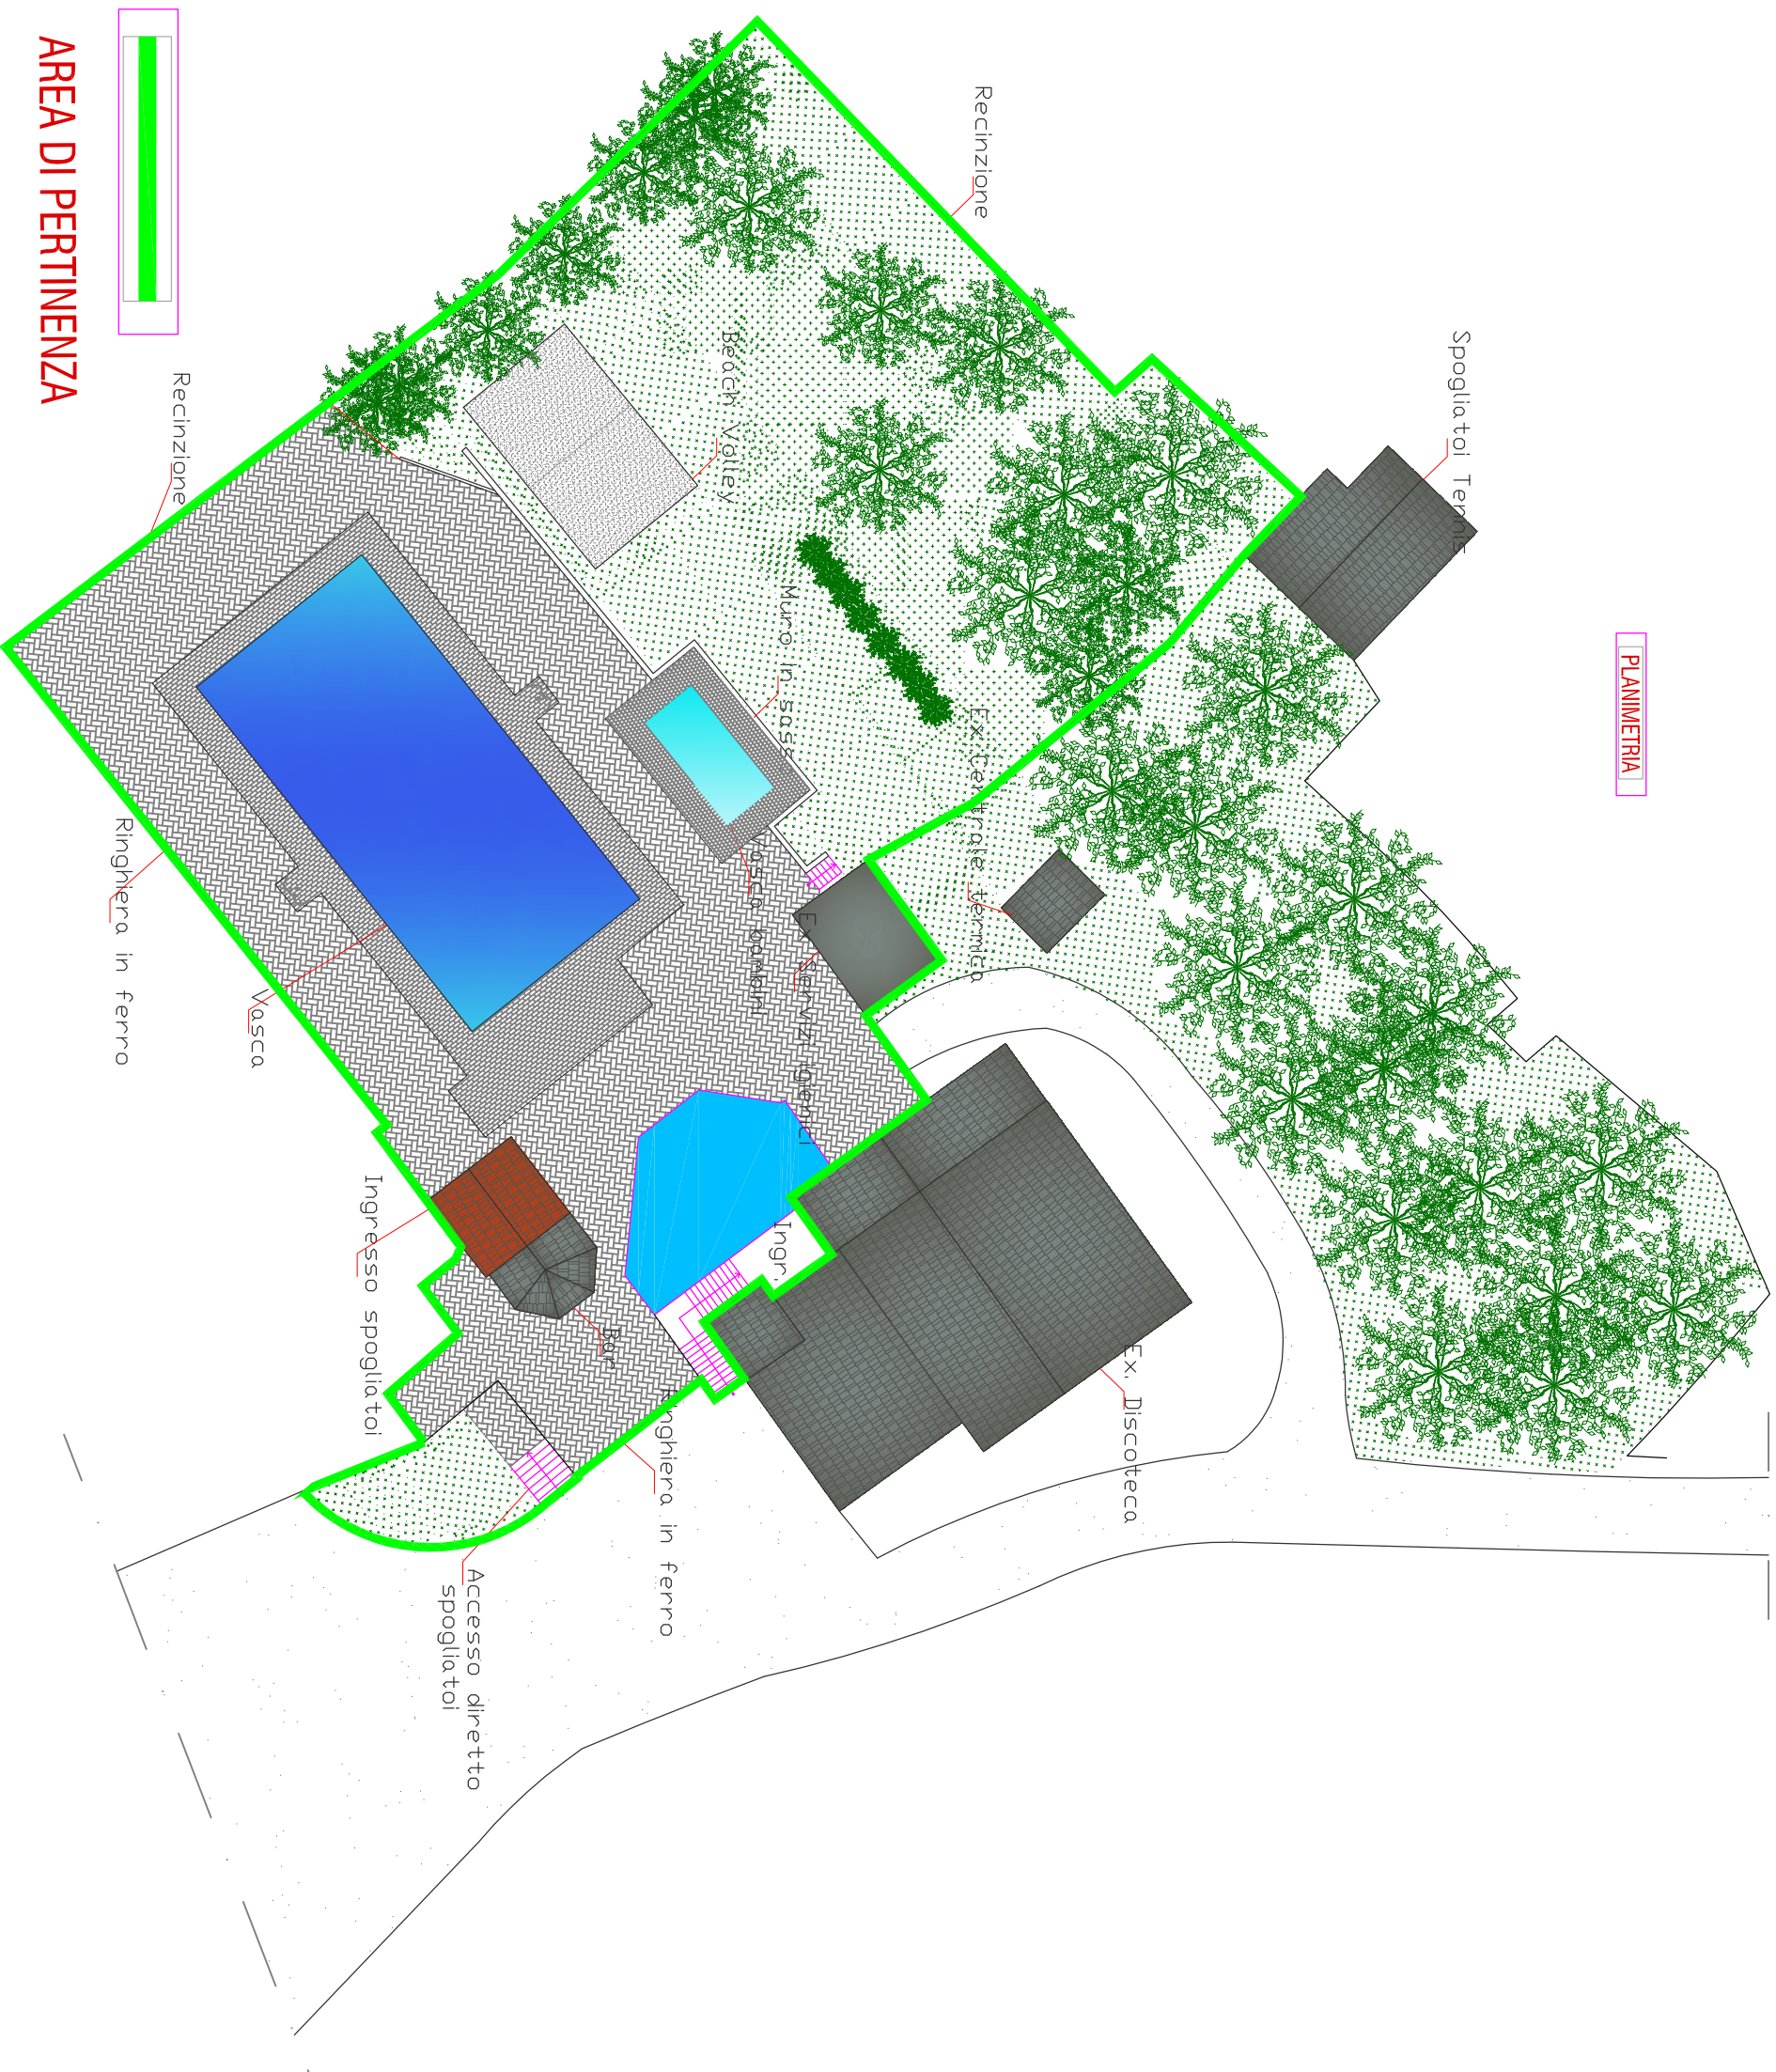 PLANIMETRIA
Spogliatoi Tennis
Recinzione
Ex Centrale termica
Ex. Discoteca
Muro in sasso
Ex Servizi igienici
Ingr.
Beach Volley
Vasca bambini
Ringhiera in ferro
Bar
Accesso diretto
spogliatoi
Ingresso spogliatoi
Vasca
Recinzione
Ringhiera in ferro
AREA DI PERTINENZA